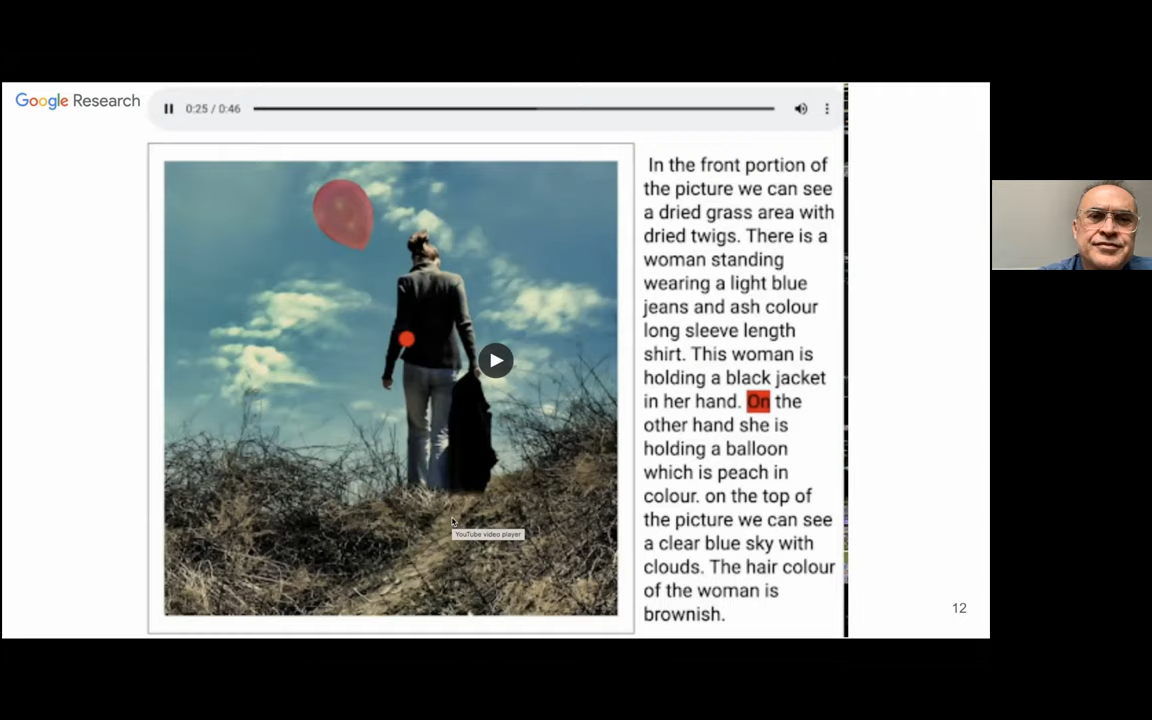 Google Research
0:25 / 0:46
In the front portion of
the picture we can see
a dried grass area with
dried twigs. There is a
woman standing
wearing a light blue
jeans and ash colour
long sleeve length
shirt. This woman is
holding a black jacket
in her hand. On the
other hand she is
holding a balloon
which is peach in
colour. on the top of
the picture we can see
a clear blue sky with
clouds. The hair colour
of the woman is
brownish.
YouTube video player
12